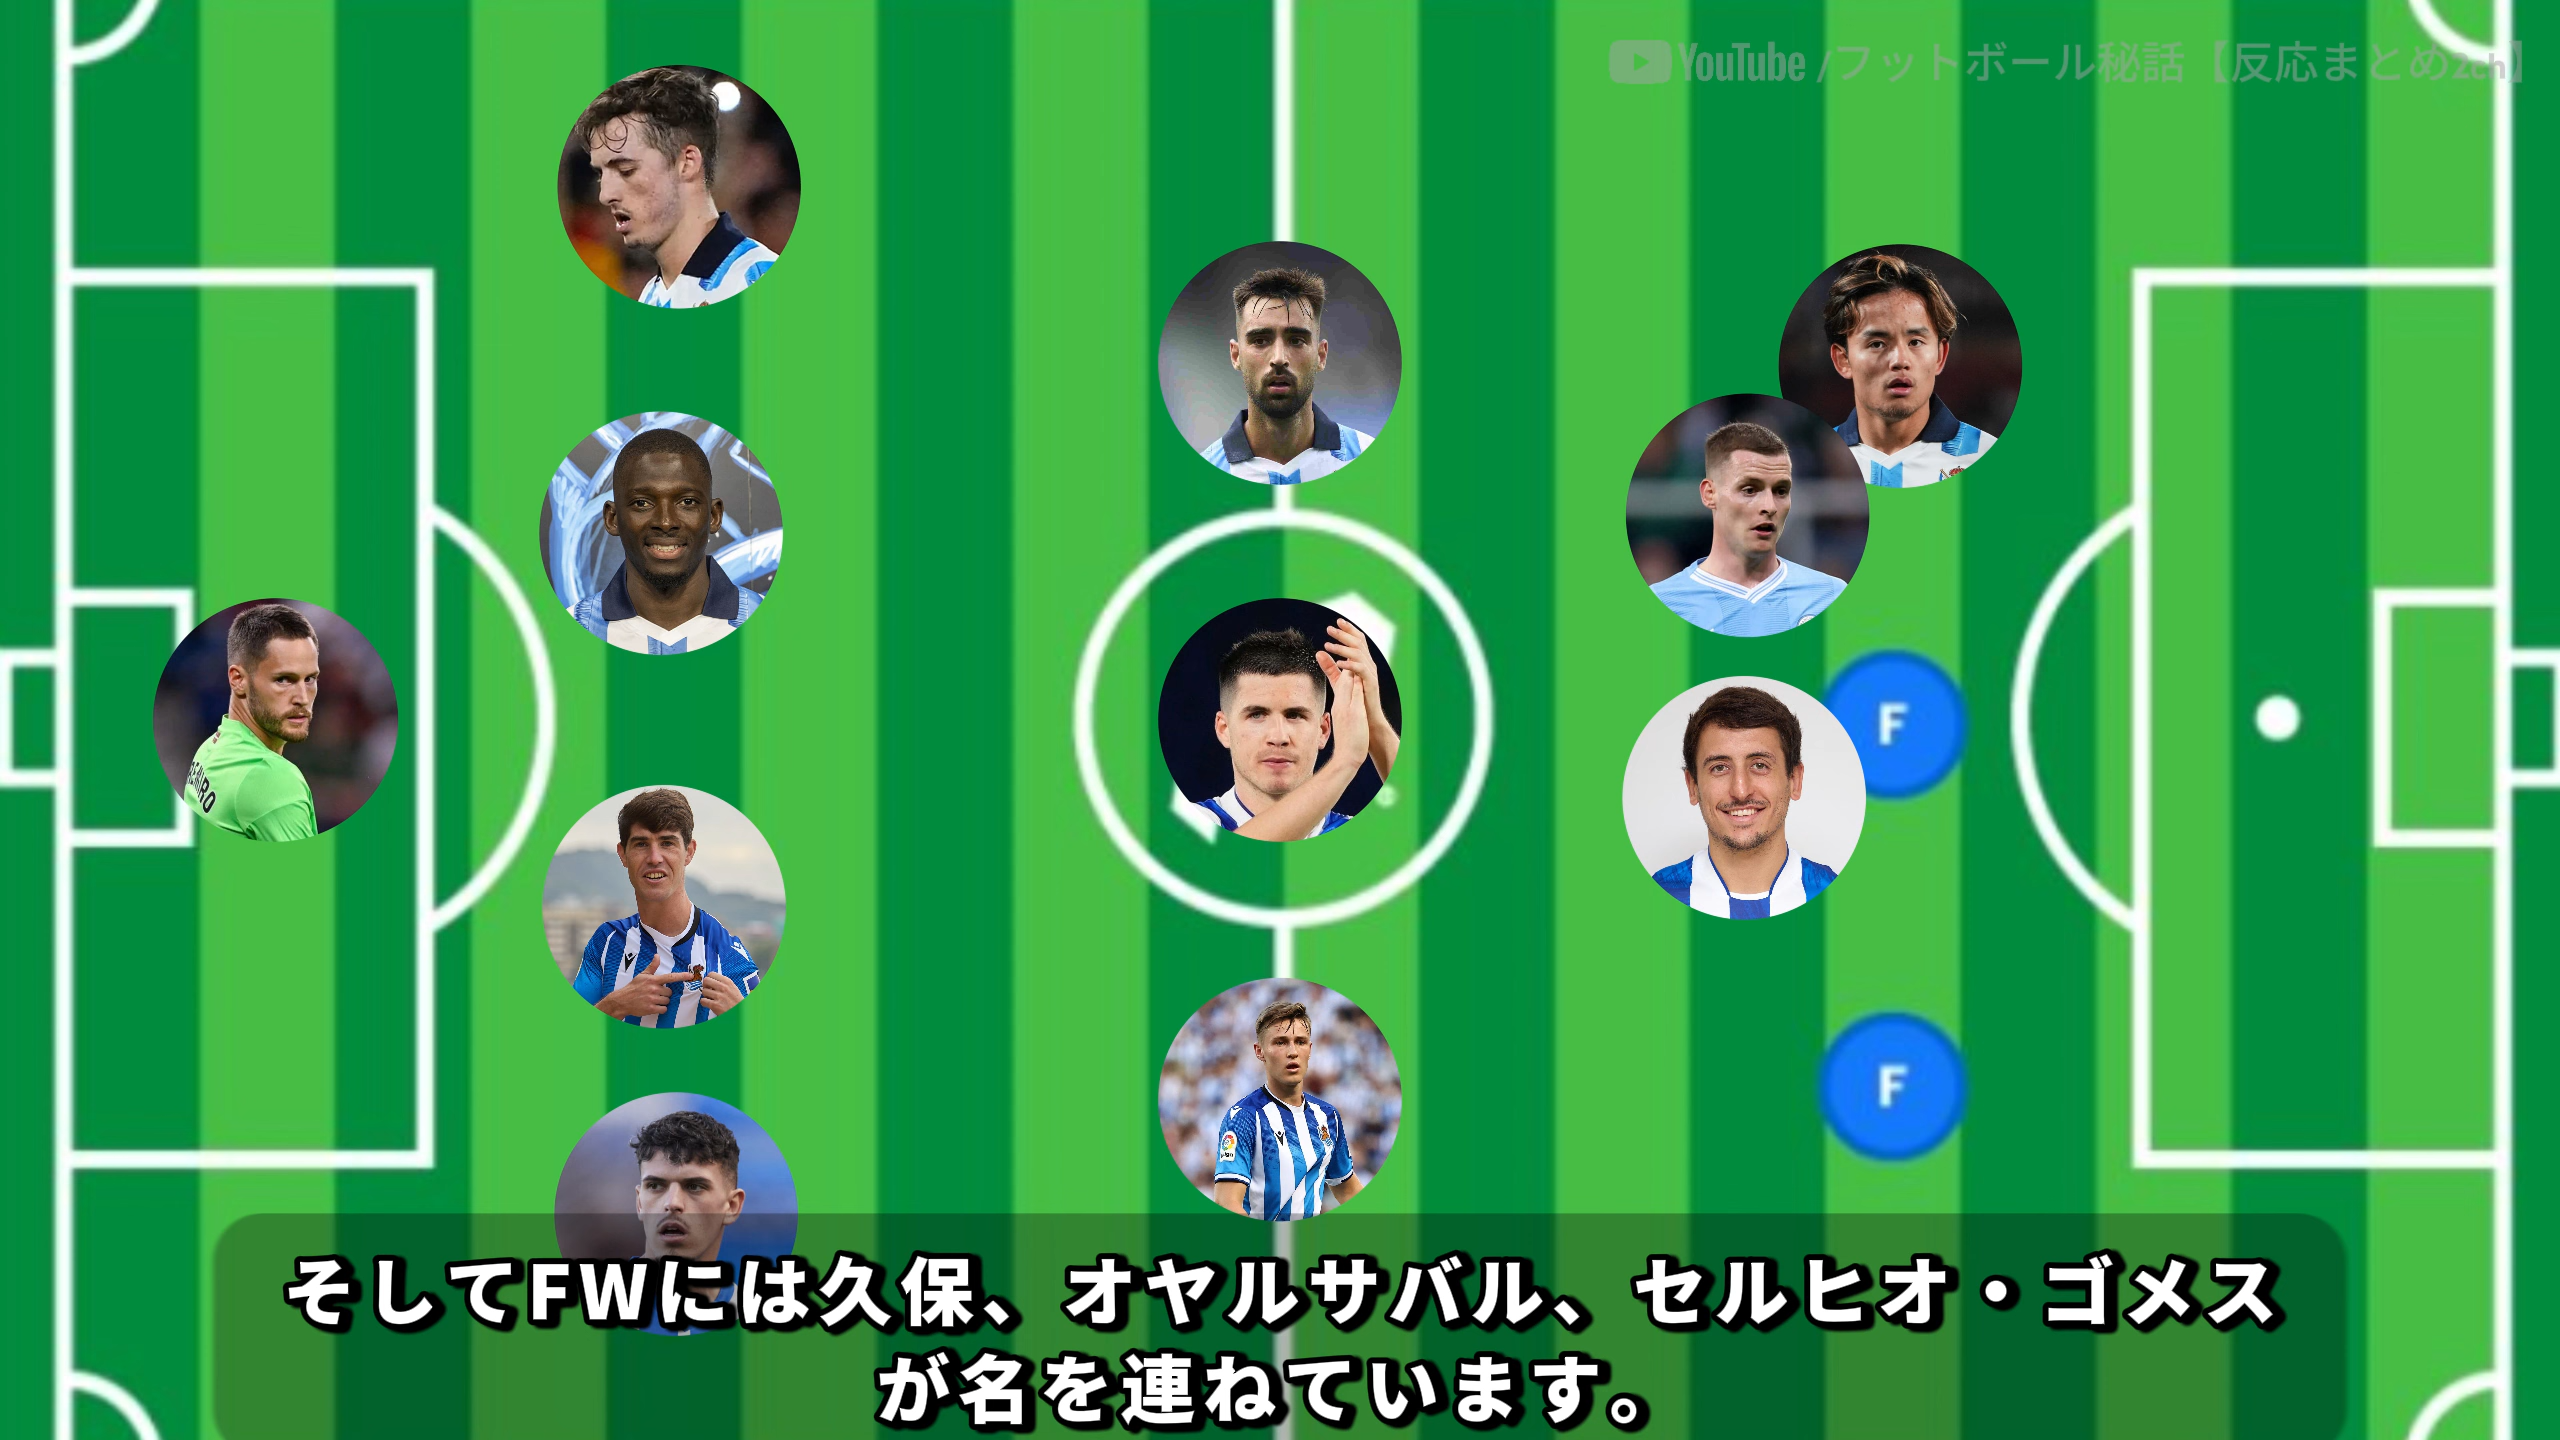 YouTube /フットボール秘話【反応まとめ2ch】
F
F
そしてFWには久保、オヤルサバル、セルヒオ・ゴメス
が名を連ねています。